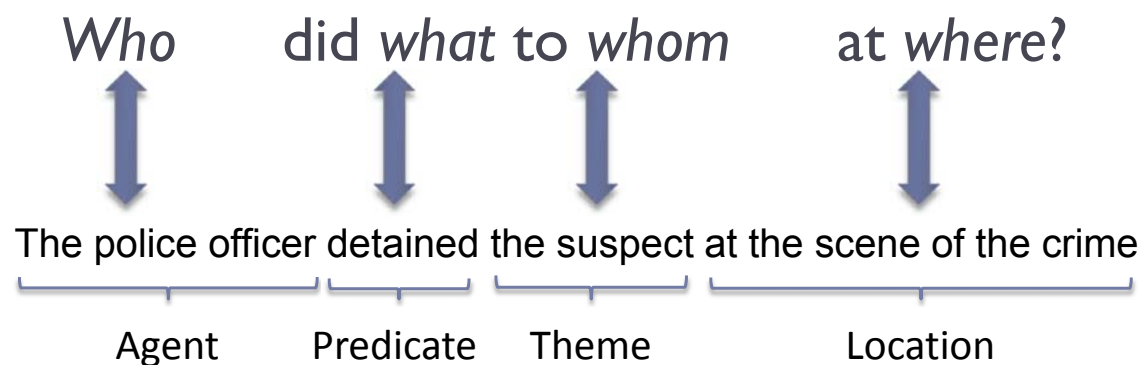 Who did what to whom at where?
The police officer detained the suspect at the scene of the crime
Agent Predicate Theme Location